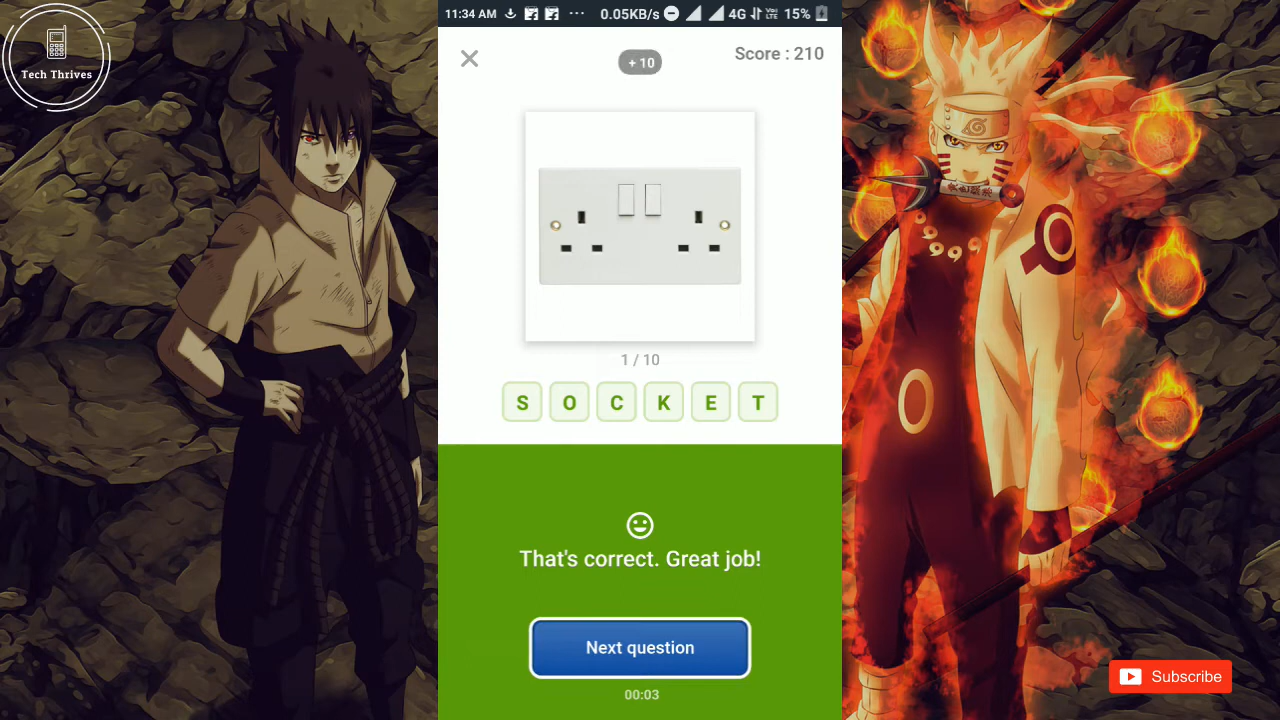 Tech Thrives
11:34 AM ... 0.05KB/s 4G VoLTE 15%
+ 10
Score : 210
1 / 10
S O C K E T
That's correct. Great job!
Next question
00:03
Subscribe